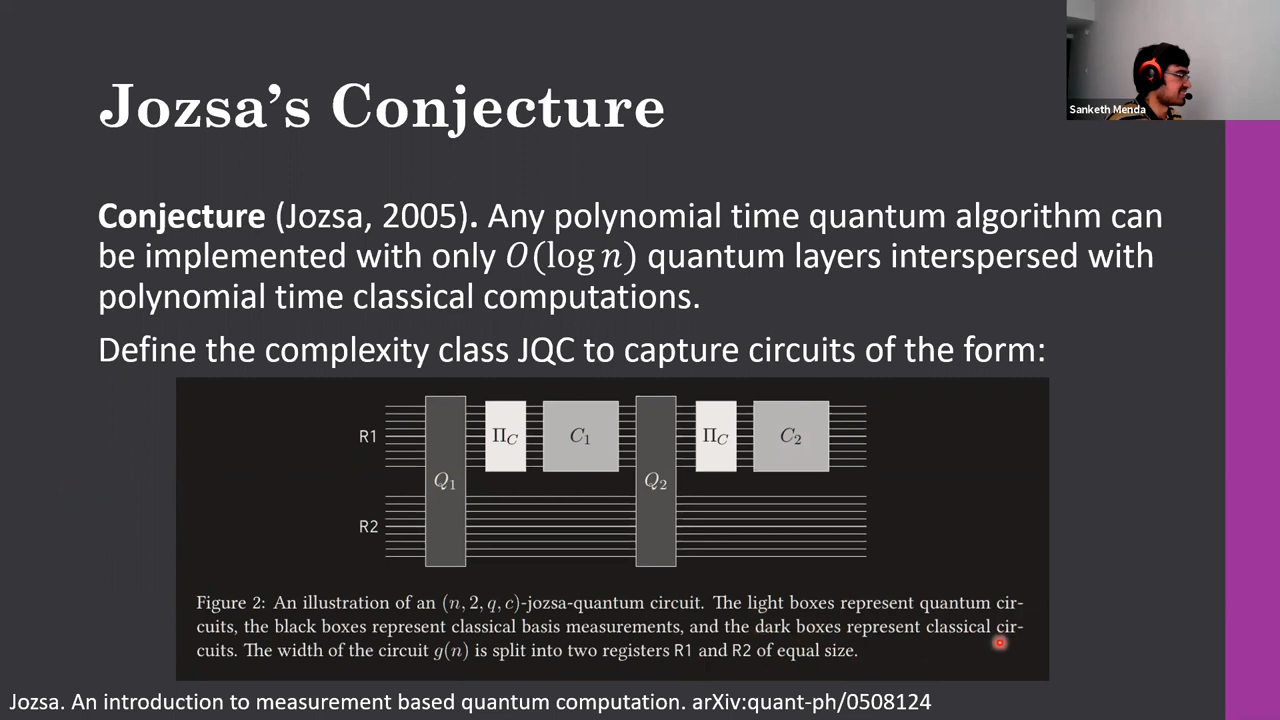 Jozsa's Conjecture
Sanketh Menda
Conjecture (Jozsa, 2005). Any polynomial time quantum algorithm can
be implemented with only O(log n) quantum layers interspersed with
polynomial time classical computations.
Define the complexity class JQC to capture circuits of the form:
R1
Q₁
Π_C
C₁
Q₂
Π_C
C₂
R2
Figure 2: An illustration of an (n, 2, q, c)-jozsa-quantum circuit. The light boxes represent quantum cir-
cuits, the black boxes represent classical basis measurements, and the dark boxes represent classical cir-
cuits. The width of the circuit g(n) is split into two registers R1 and R2 of equal size.
Jozsa. An introduction to measurement based quantum computation. arXiv:quant-ph/0508124